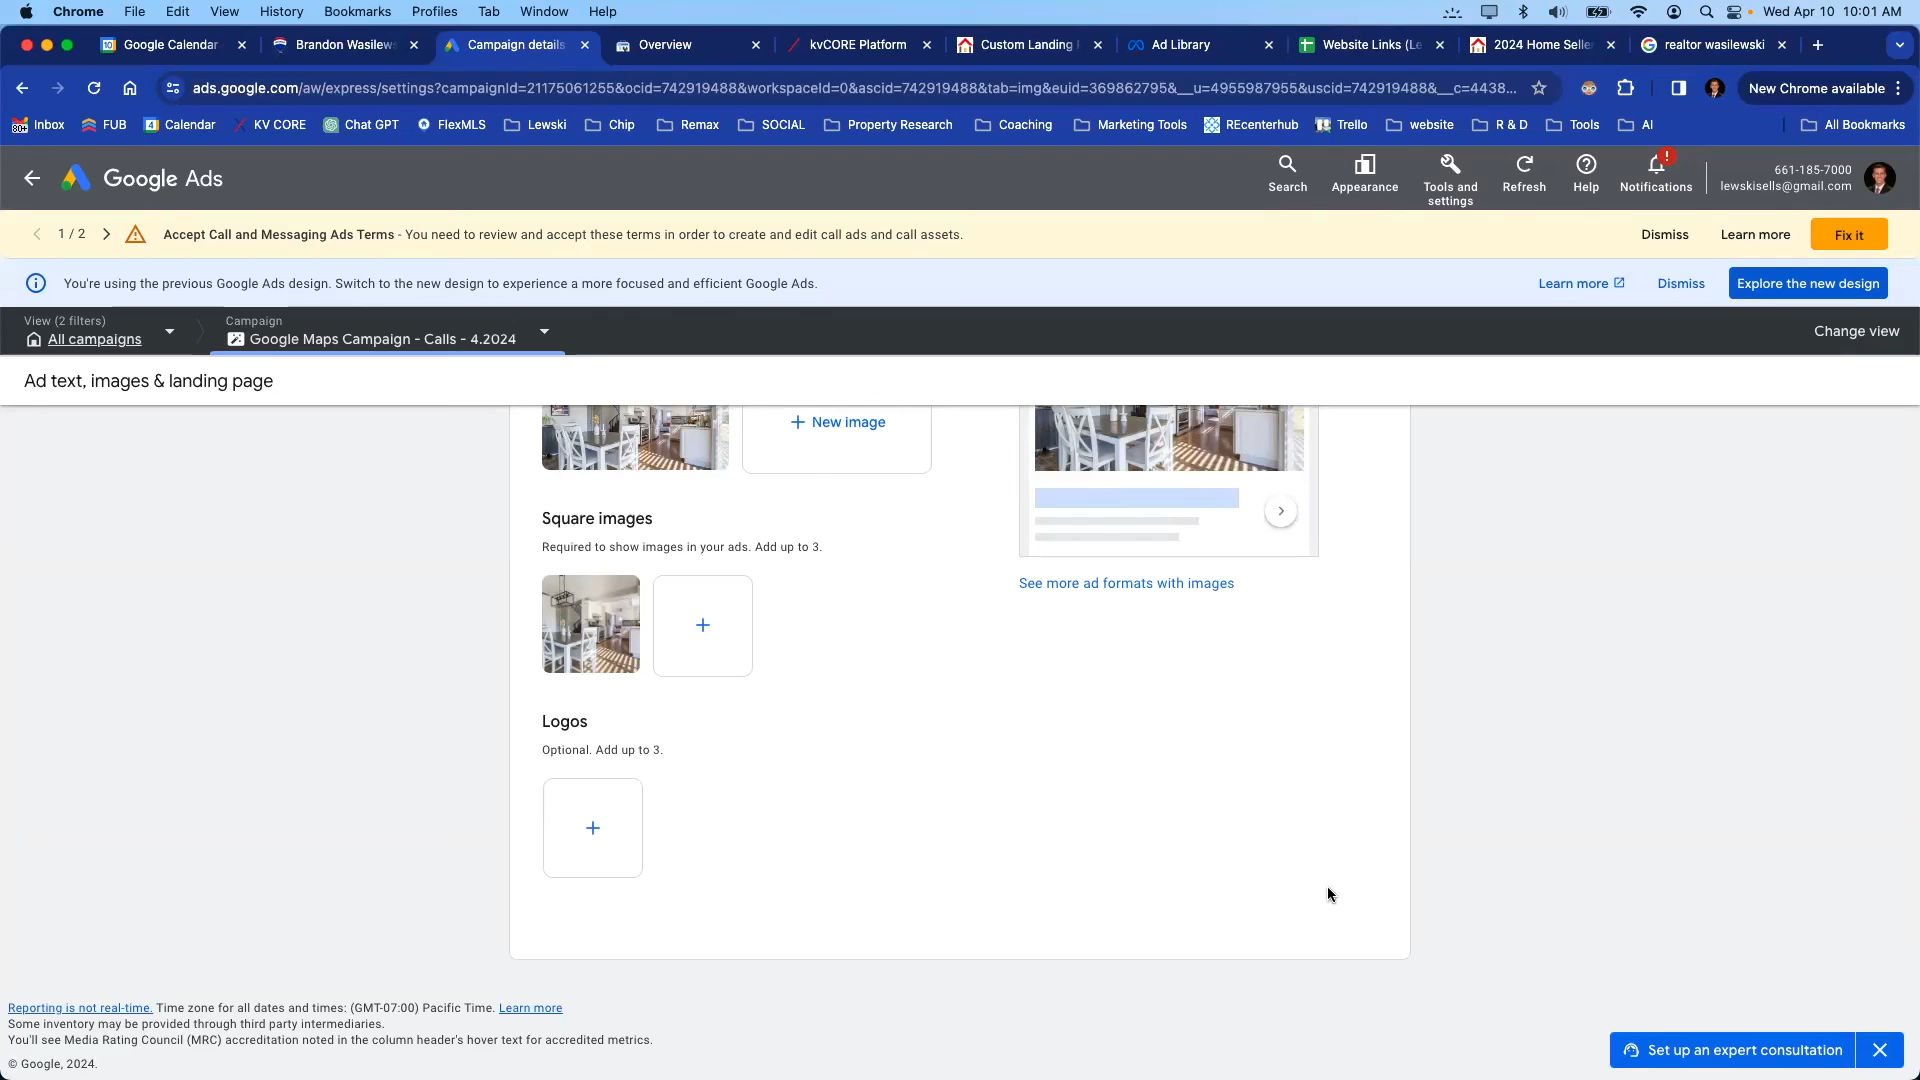 Chrome File Edit View History Bookmarks Profiles Tab Window Help Wed Apr 10 10:01 AM
10 Google Calendar Brandon Wasilews Campaign details Overview kvCORE Platform Custom Landing Ad Library Website Links (Le 2024 Home Selle realtor wasilewski
ads.google.com/aw/express/settings?campaignId=21175061255&ocid=742919488&workspaceId=0&ascid=742919488&tab=img&euid=369862795&__u=4955987955&uscid=742919488&__c=4438... New Chrome available
Inbox FUB Calendar KV CORE Chat GPT FlexMLS Lewski Chip Remax SOCIAL Property Research Coaching Marketing Tools REcenterhub Trello website R & D Tools AI All Bookmarks
Google Ads
Search Appearance Tools and settings Refresh Help Notifications
661-185-7000
lewskisells@gmail.com
1 / 2 Accept Call and Messaging Ads Terms - You need to review and accept these terms in order to create and edit call ads and call assets. Dismiss Learn more Fix it
You're using the previous Google Ads design. Switch to the new design to experience a more focused and efficient Google Ads. Learn more Dismiss Explore the new design
View (2 filters) Campaign
All campaigns Google Maps Campaign - Calls - 4.2024 Change view
Ad text, images & landing page
New image
Square images
Required to show images in your ads. Add up to 3.
See more ad formats with images
Logos
Optional. Add up to 3.
Reporting is not real-time. Time zone for all dates and times: (GMT-07:00) Pacific Time. Learn more
Some inventory may be provided through third party intermediaries.
You'll see Media Rating Council (MRC) accreditation noted in the column header's hover text for accredited metrics.
© Google, 2024.
Set up an expert consultation